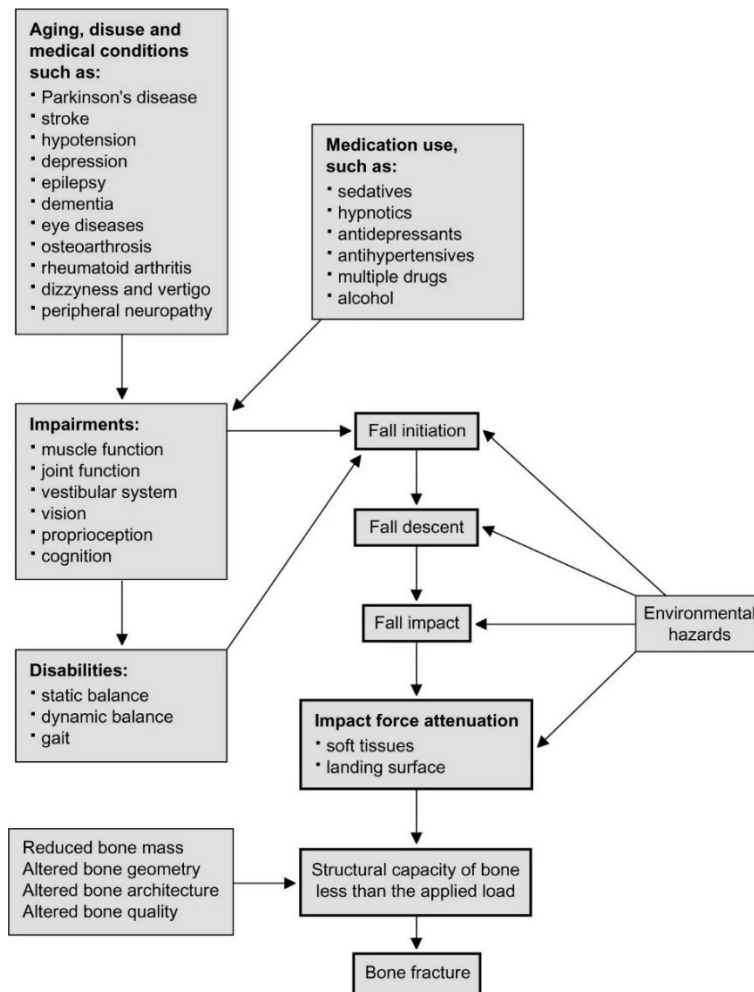 Aging, disuse and
medical conditions
such as:
▪ Parkinson's disease
▪ stroke
▪ hypotension
▪ depression
▪ epilepsy
▪ dementia
▪ eye diseases
▪ osteoarthrosis
▪ rheumatoid arthritis
▪ dizzyness and vertigo
▪ peripheral neuropathy
Medication use,
such as:
▪ sedatives
▪ hypnotics
▪ antidepressants
▪ antihypertensives
▪ multiple drugs
▪ alcohol
Impairments:
▪ muscle function
▪ joint function
▪ vestibular system
▪ vision
▪ proprioception
▪ cognition
Fall initiation
Fall descent
Fall impact
Environmental
hazards
Disabilities:
▪ static balance
▪ dynamic balance
▪ gait
Impact force attenuation
▪ soft tissues
▪ landing surface
Reduced bone mass
Altered bone geometry
Altered bone architecture
Altered bone quality
Structural capacity of bone
less than the applied load
Bone fracture